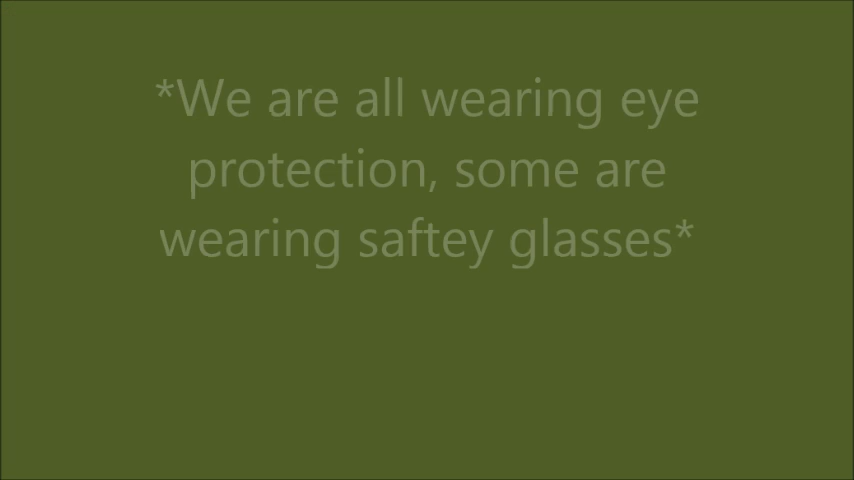 *We are all wearing eye
protection, some are
wearing saftey glasses*